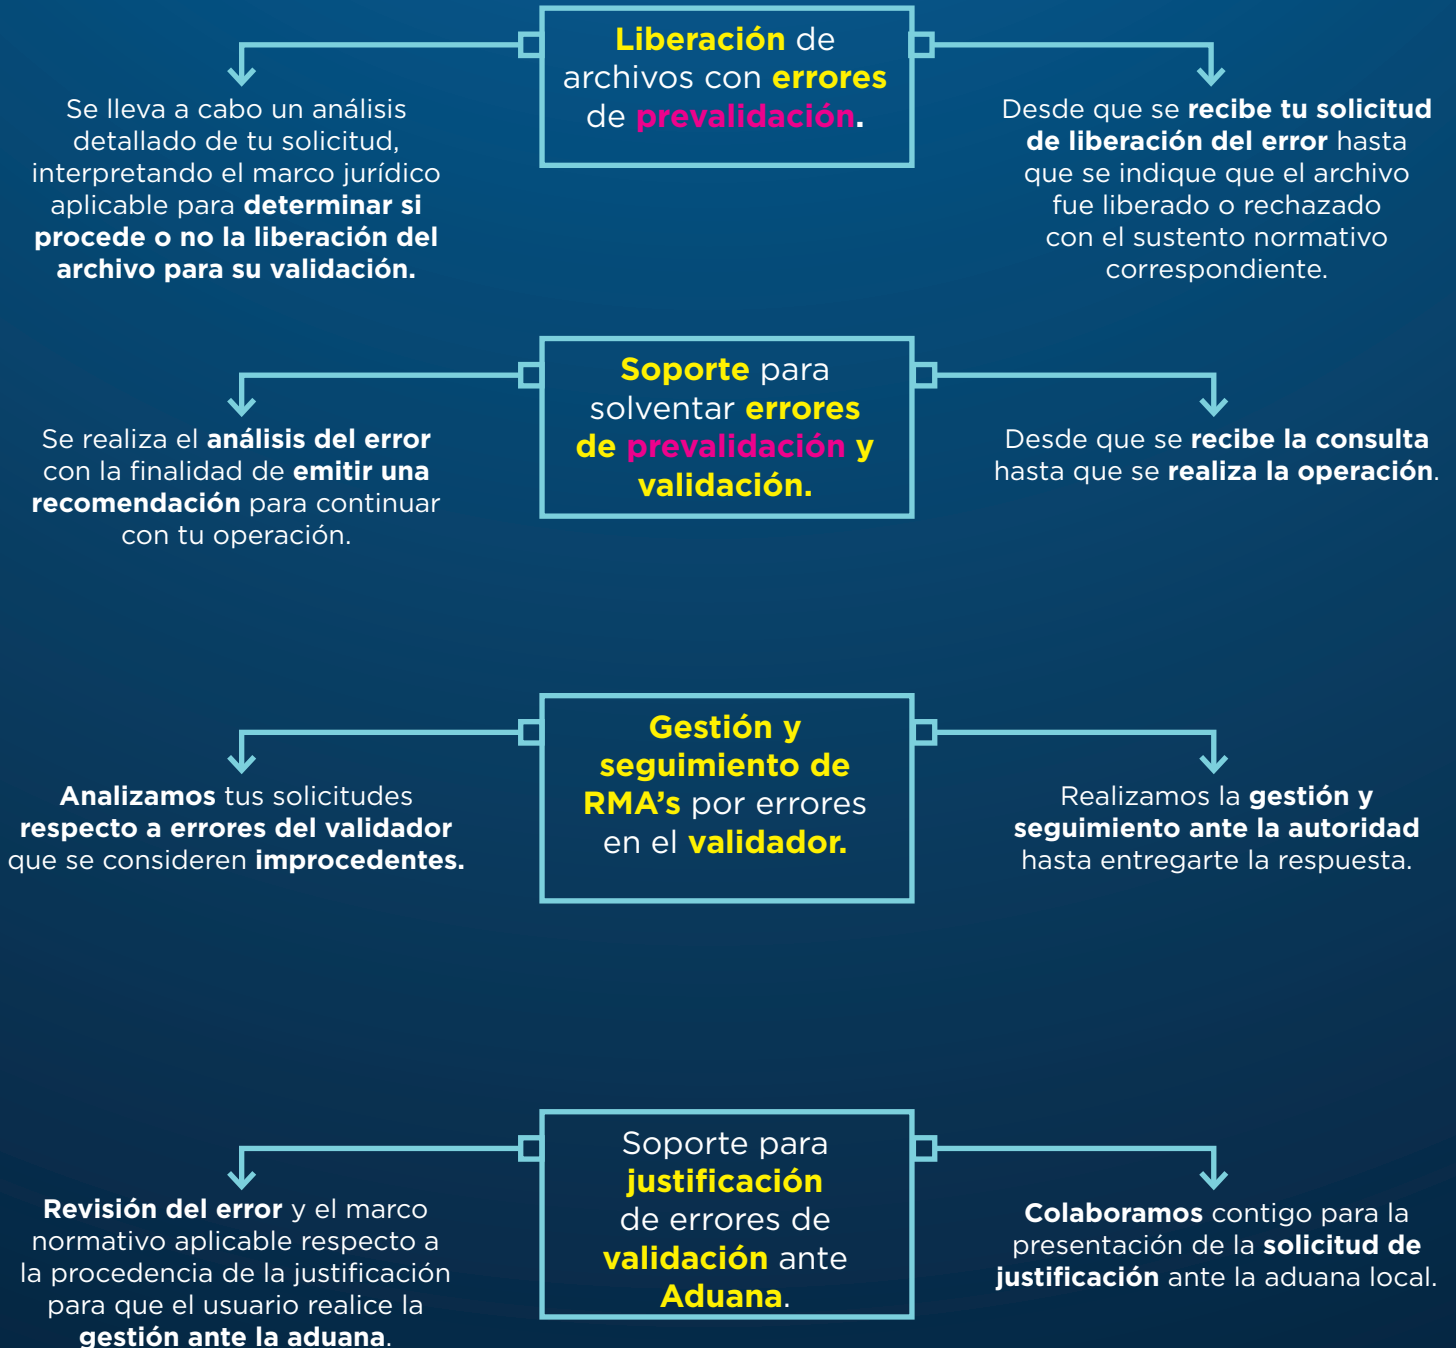 Liberación de
archivos con errores
de prevalidación.
Se lleva a cabo un análisis
detallado de tu solicitud,
interpretando el marco jurídico
aplicable para determinar si
procede o no la liberación del
archivo para su validación.
Desde que se recibe tu solicitud
de liberación del error hasta
que se indique que el archivo
fue liberado o rechazado
con el sustento normativo
correspondiente.
Soporte para
solventar errores
de prevalidación y
validación.
Se realiza el análisis del error
con la finalidad de emitir una
recomendación para continuar
con tu operación.
Desde que se recibe la consulta
hasta que se realiza la operación.
Gestión y
seguimiento de
RMA’s por errores
en el validador.
Analizamos tus solicitudes
respecto a errores del validador
que se consideren improcedentes.
Realizamos la gestión y
seguimiento ante la autoridad
hasta entregarte la respuesta.
Soporte para
justificación
de errores de
validación ante
Aduana.
Revisión del error y el marco
normativo aplicable respecto a
la procedencia de la justificación
para que el usuario realice la
gestión ante la aduana.
Colaboramos contigo para la
presentación de la solicitud de
justificación ante la aduana local.